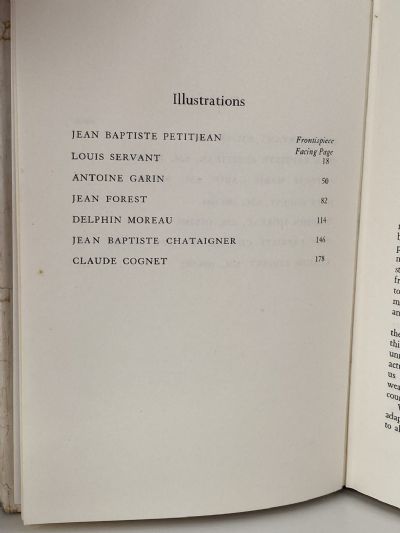 Illustrations
JEAN BAPTISTE PETITJEAN Frontispiece
Facing Page
LOUIS SERVANT 18
ANTOINE GARIN 50
JEAN FOREST 82
DELPHIN MOREAU 114
JEAN BAPTISTE CHATAIGNER 146
CLAUDE COGNET 178